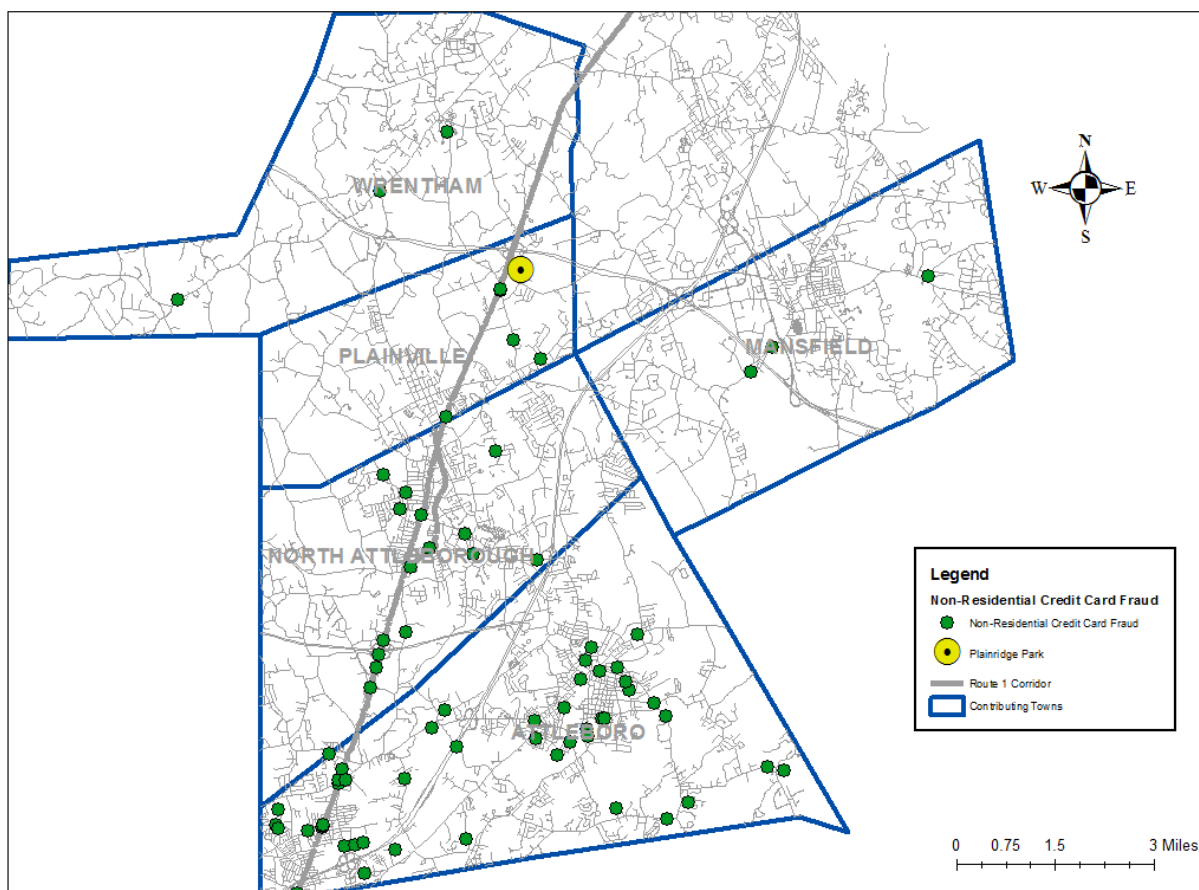 N
W E
S
WRENTHAM
PLAINVILLE
MANSFIELD
NORTH ATTLEBOROUGH
ATTLEBORO
Legend
Non-Residential Credit Card Fraud
Non-Residential Credit Card Fraud
Plainridge Park
Route 1 Corridor
Contributing Towns
0 0.75 1.5 3 Miles